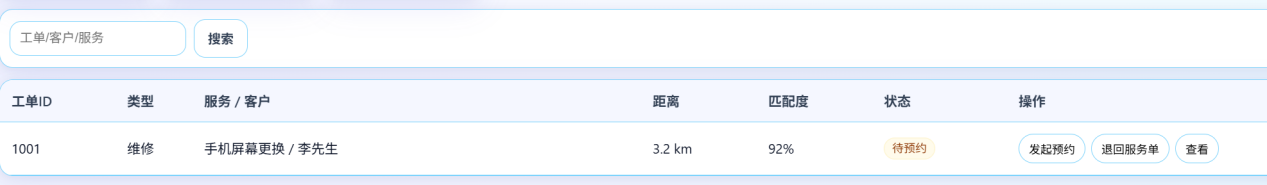 工单/客户/服务 搜索
工单ID 类型 服务 / 客户 距离 匹配度 状态 操作
1001 维修 手机屏幕更换 / 李先生 3.2 km 92% 待预约 发起预约 退回服务单 查看